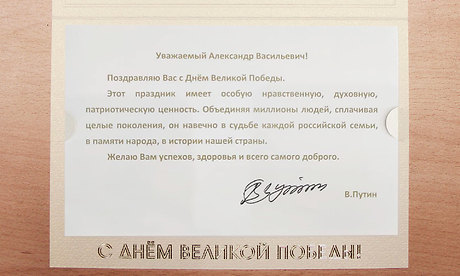 Уважаемый Александр Васильевич!
Поздравляю Вас с Днём Великой Победы.
Этот праздник имеет особую нравственную, духовную,
патриотическую ценность. Объединяя миллионы людей, сплачивая
целые поколения, он навечно в судьбе каждой российской семьи,
в памяти народа, в истории нашей страны.
Желаю Вам успехов, здоровья и всего самого доброго.
В.Путин
С ДНЁМ ВЕЛИКОЙ ПОБЕДЫ!